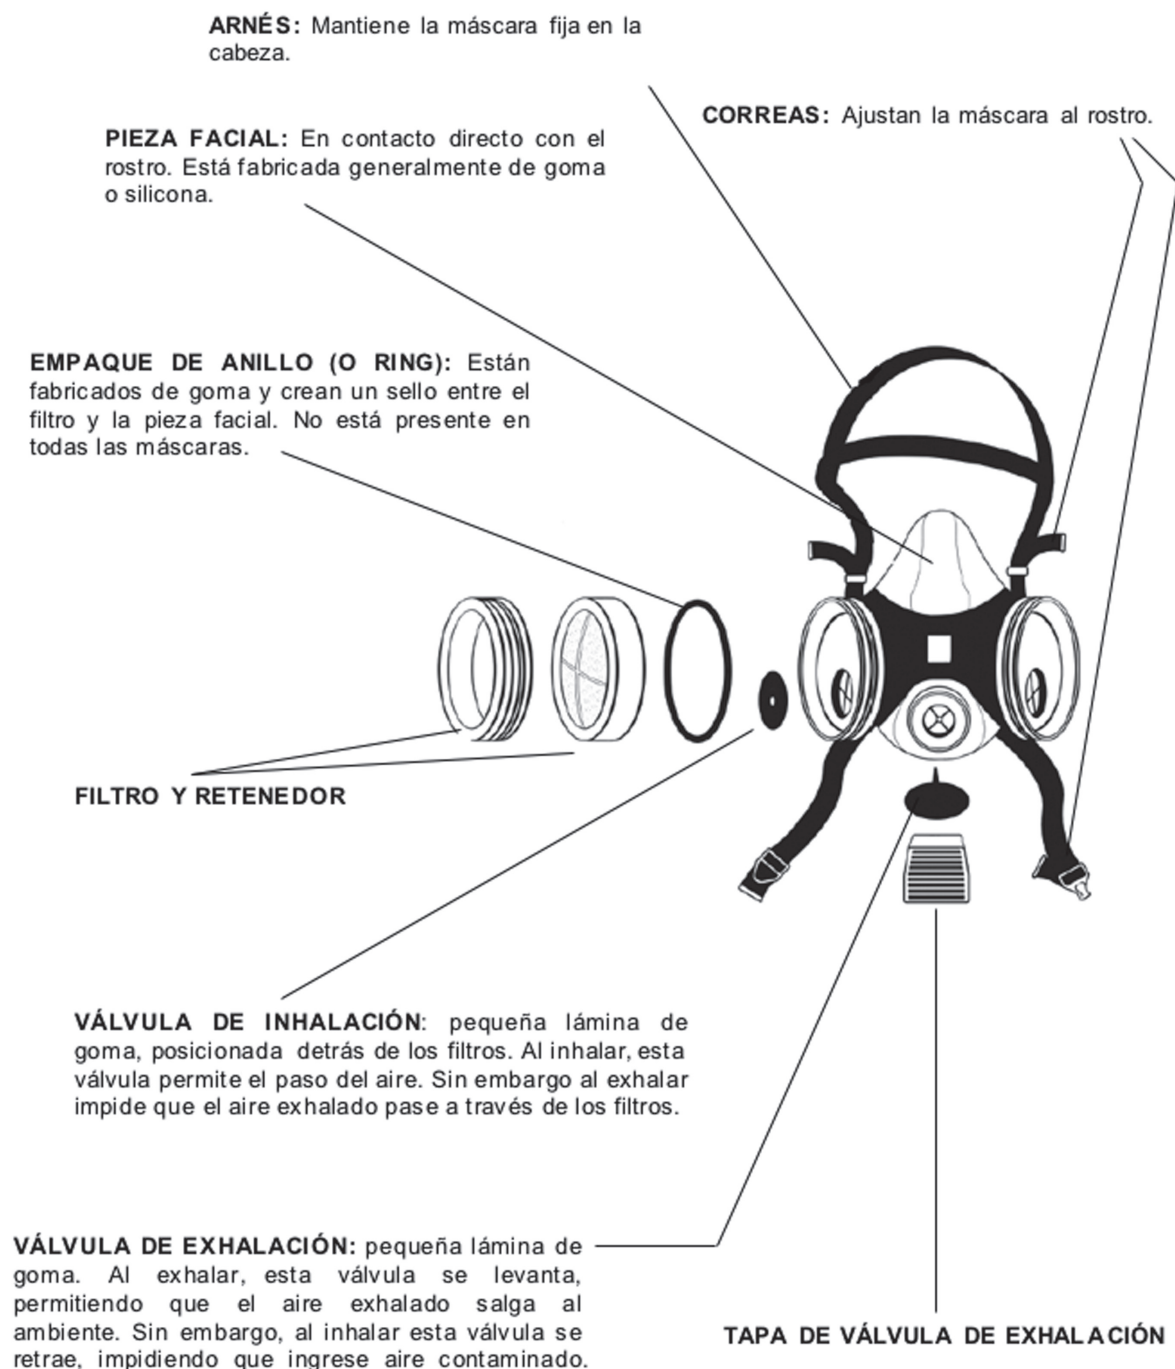 ARNÉS: Mantiene la máscara fija en la
cabeza.
CORREAS: Ajustan la máscara al rostro.
PIEZA FACIAL: En contacto directo con el
rostro. Está fabricada generalmente de goma
o silicona.
EMPAQUE DE ANILLO (O RING): Están
fabricados de goma y crean un sello entre el
filtro y la pieza facial. No está presente en
todas las máscaras.
FILTRO Y RETENEDOR
VÁLVULA DE INHALACIÓN: pequeña lámina de
goma, posicionada detrás de los filtros. Al inhalar, esta
válvula permite el paso del aire. Sin embargo al exhalar
impide que el aire exhalado pase a través de los filtros.
VÁLVULA DE EXHALACIÓN: pequeña lámina de
goma. Al exhalar, esta válvula se levanta,
permitiendo que el aire exhalado salga al
ambiente. Sin embargo, al inhalar esta válvula se
retrae, impidiendo que ingrese aire contaminado.
TAPA DE VÁLVULA DE EXHALACIÓN